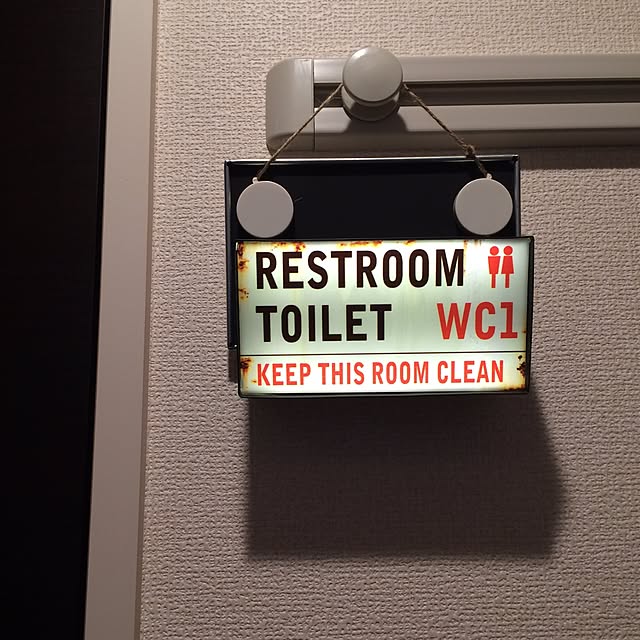 RESTROOM
TOILET WC1
KEEP THIS ROOM CLEAN